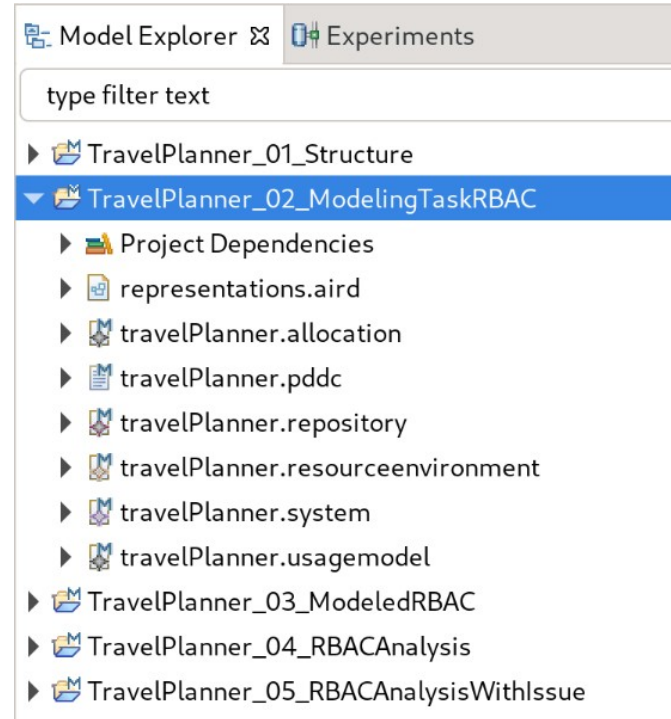 Model Explorer Experiments
type filter text
TravelPlanner_01_Structure
TravelPlanner_02_ModelingTaskRBAC
Project Dependencies
representations.aird
travelPlanner.allocation
travelPlanner.pddc
travelPlanner.repository
travelPlanner.resourceenvironment
travelPlanner.system
travelPlanner.usagemodel
TravelPlanner_03_ModeledRBAC
TravelPlanner_04_RBACAnalysis
TravelPlanner_05_RBACAnalysisWithIssue